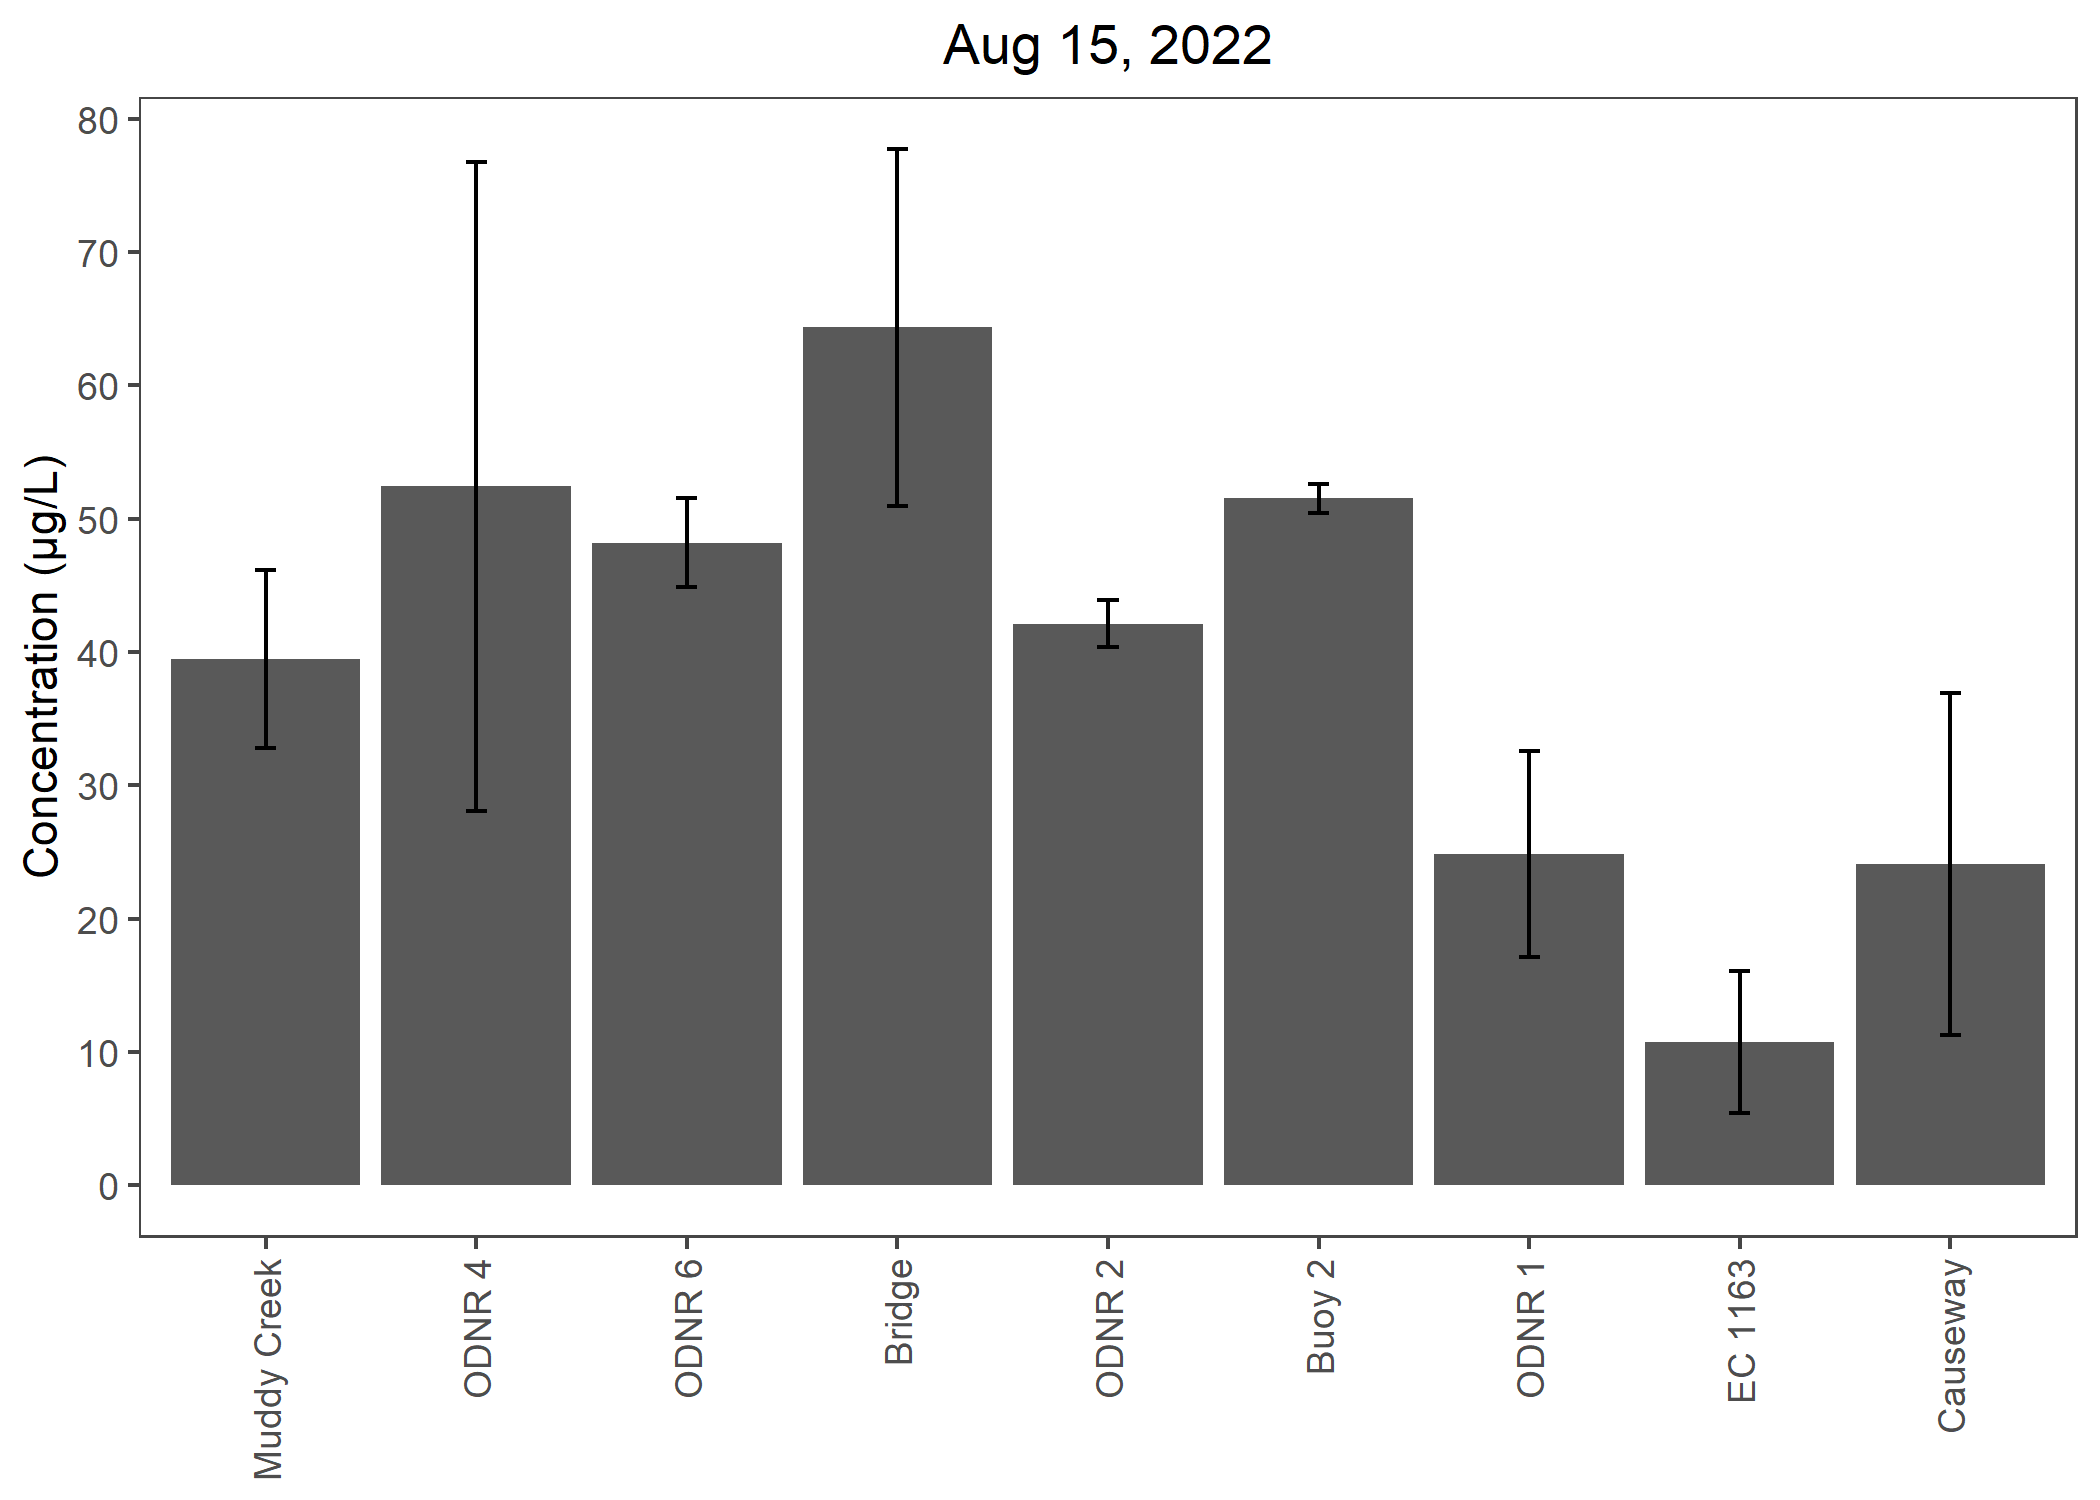 Aug 15, 2022
Concentration (µg/L)
80
70
60
50
40
30
20
10
0
Muddy Creek
ODNR 4
ODNR 6
Bridge
ODNR 2
Buoy 2
ODNR 1
EC 1163
Causeway